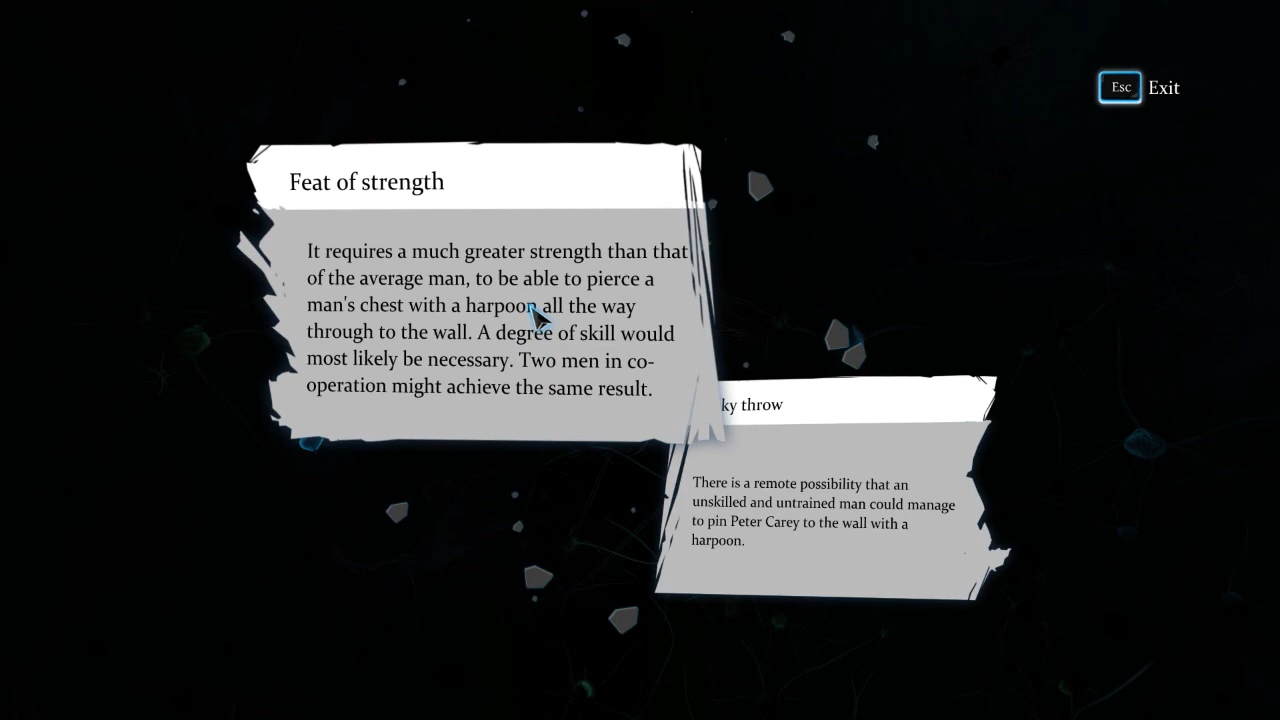 Esc Exit
Feat of strength
It requires a much greater strength than that
of the average man, to be able to pierce a
man's chest with a harpoon all the way
through to the wall. A degree of skill would
most likely be necessary. Two men in co-
operation might achieve the same result.
ky throw
There is a remote possibility that an
unskilled and untrained man could manage
to pin Peter Carey to the wall with a
harpoon.